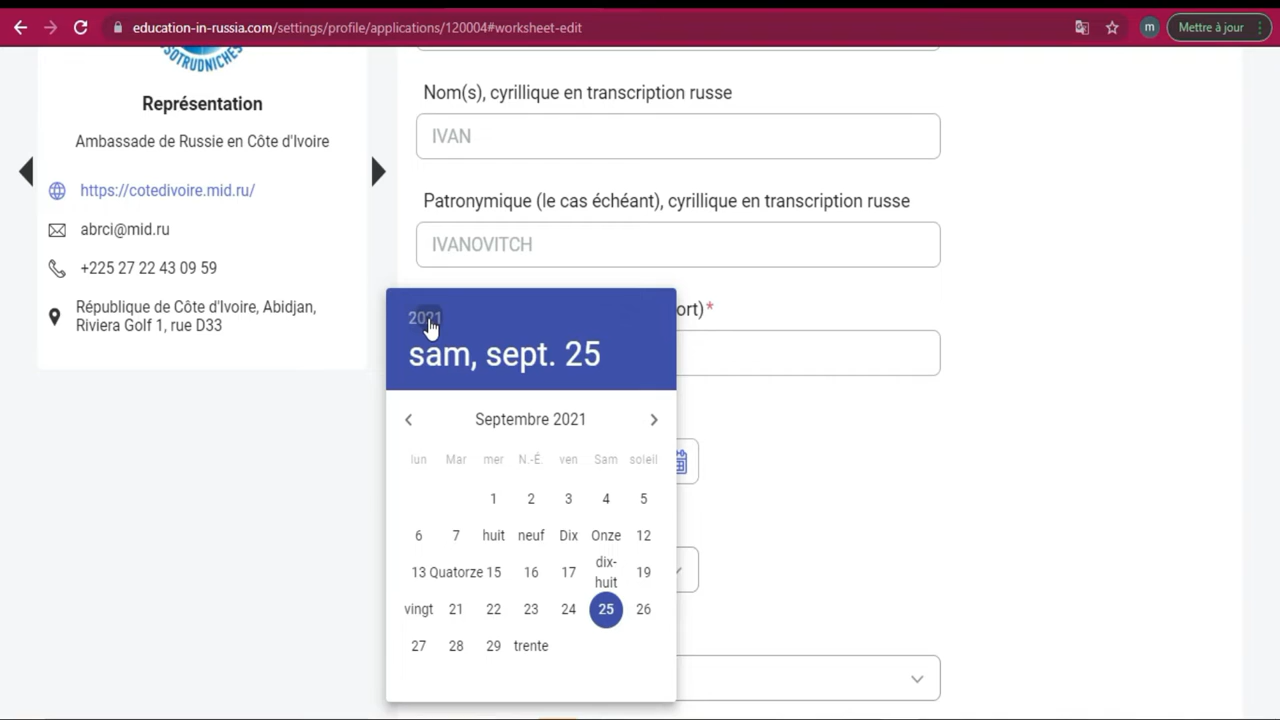 education-in-russia.com/settings/profile/applications/120004#worksheet-edit
m
Mettre à jour
SOTRUDNICHES
Représentation
Ambassade de Russie en Côte d'Ivoire
https://cotedivoire.mid.ru/
abrci@mid.ru
+225 27 22 43 09 59
République de Côte d'Ivoire, Abidjan,
Riviera Golf 1, rue D33
Nom(s), cyrillique en transcription russe
IVAN
Patronymique (le cas échéant), cyrillique en transcription russe
IVANOVITCH
ort)*
2021
sam, sept. 25
Septembre 2021
lun Mar mer N.-É. ven Sam soleil
1 2 3 4 5
6 7 huit neuf Dix Onze 12
13 Quatorze 15 16 17 dix-huit 19
vingt 21 22 23 24 25 26
27 28 29 trente